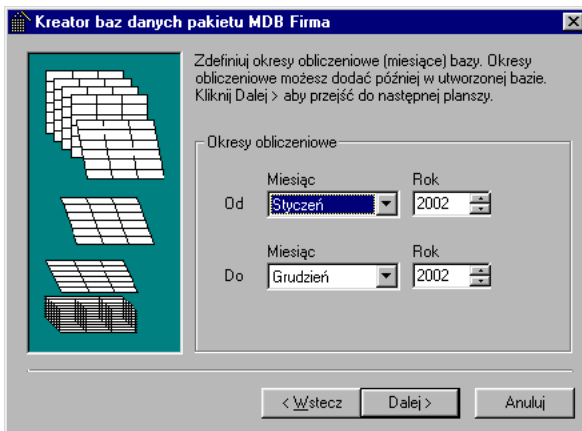 Kreator baz danych pakietu MDB Firma
Zdefiniuj okresy obliczeniowe (miesiące) bazy. Okresy
obliczeniowe możesz dodać później w utworzonej bazie.
Kliknij Dalej > aby przejść do następnej planszy.
Okresy obliczeniowe
Miesiąc Rok
Od Styczeń 2002
Miesiąc Rok
Do Grudzień 2002
< Wstecz Dalej > Anuluj